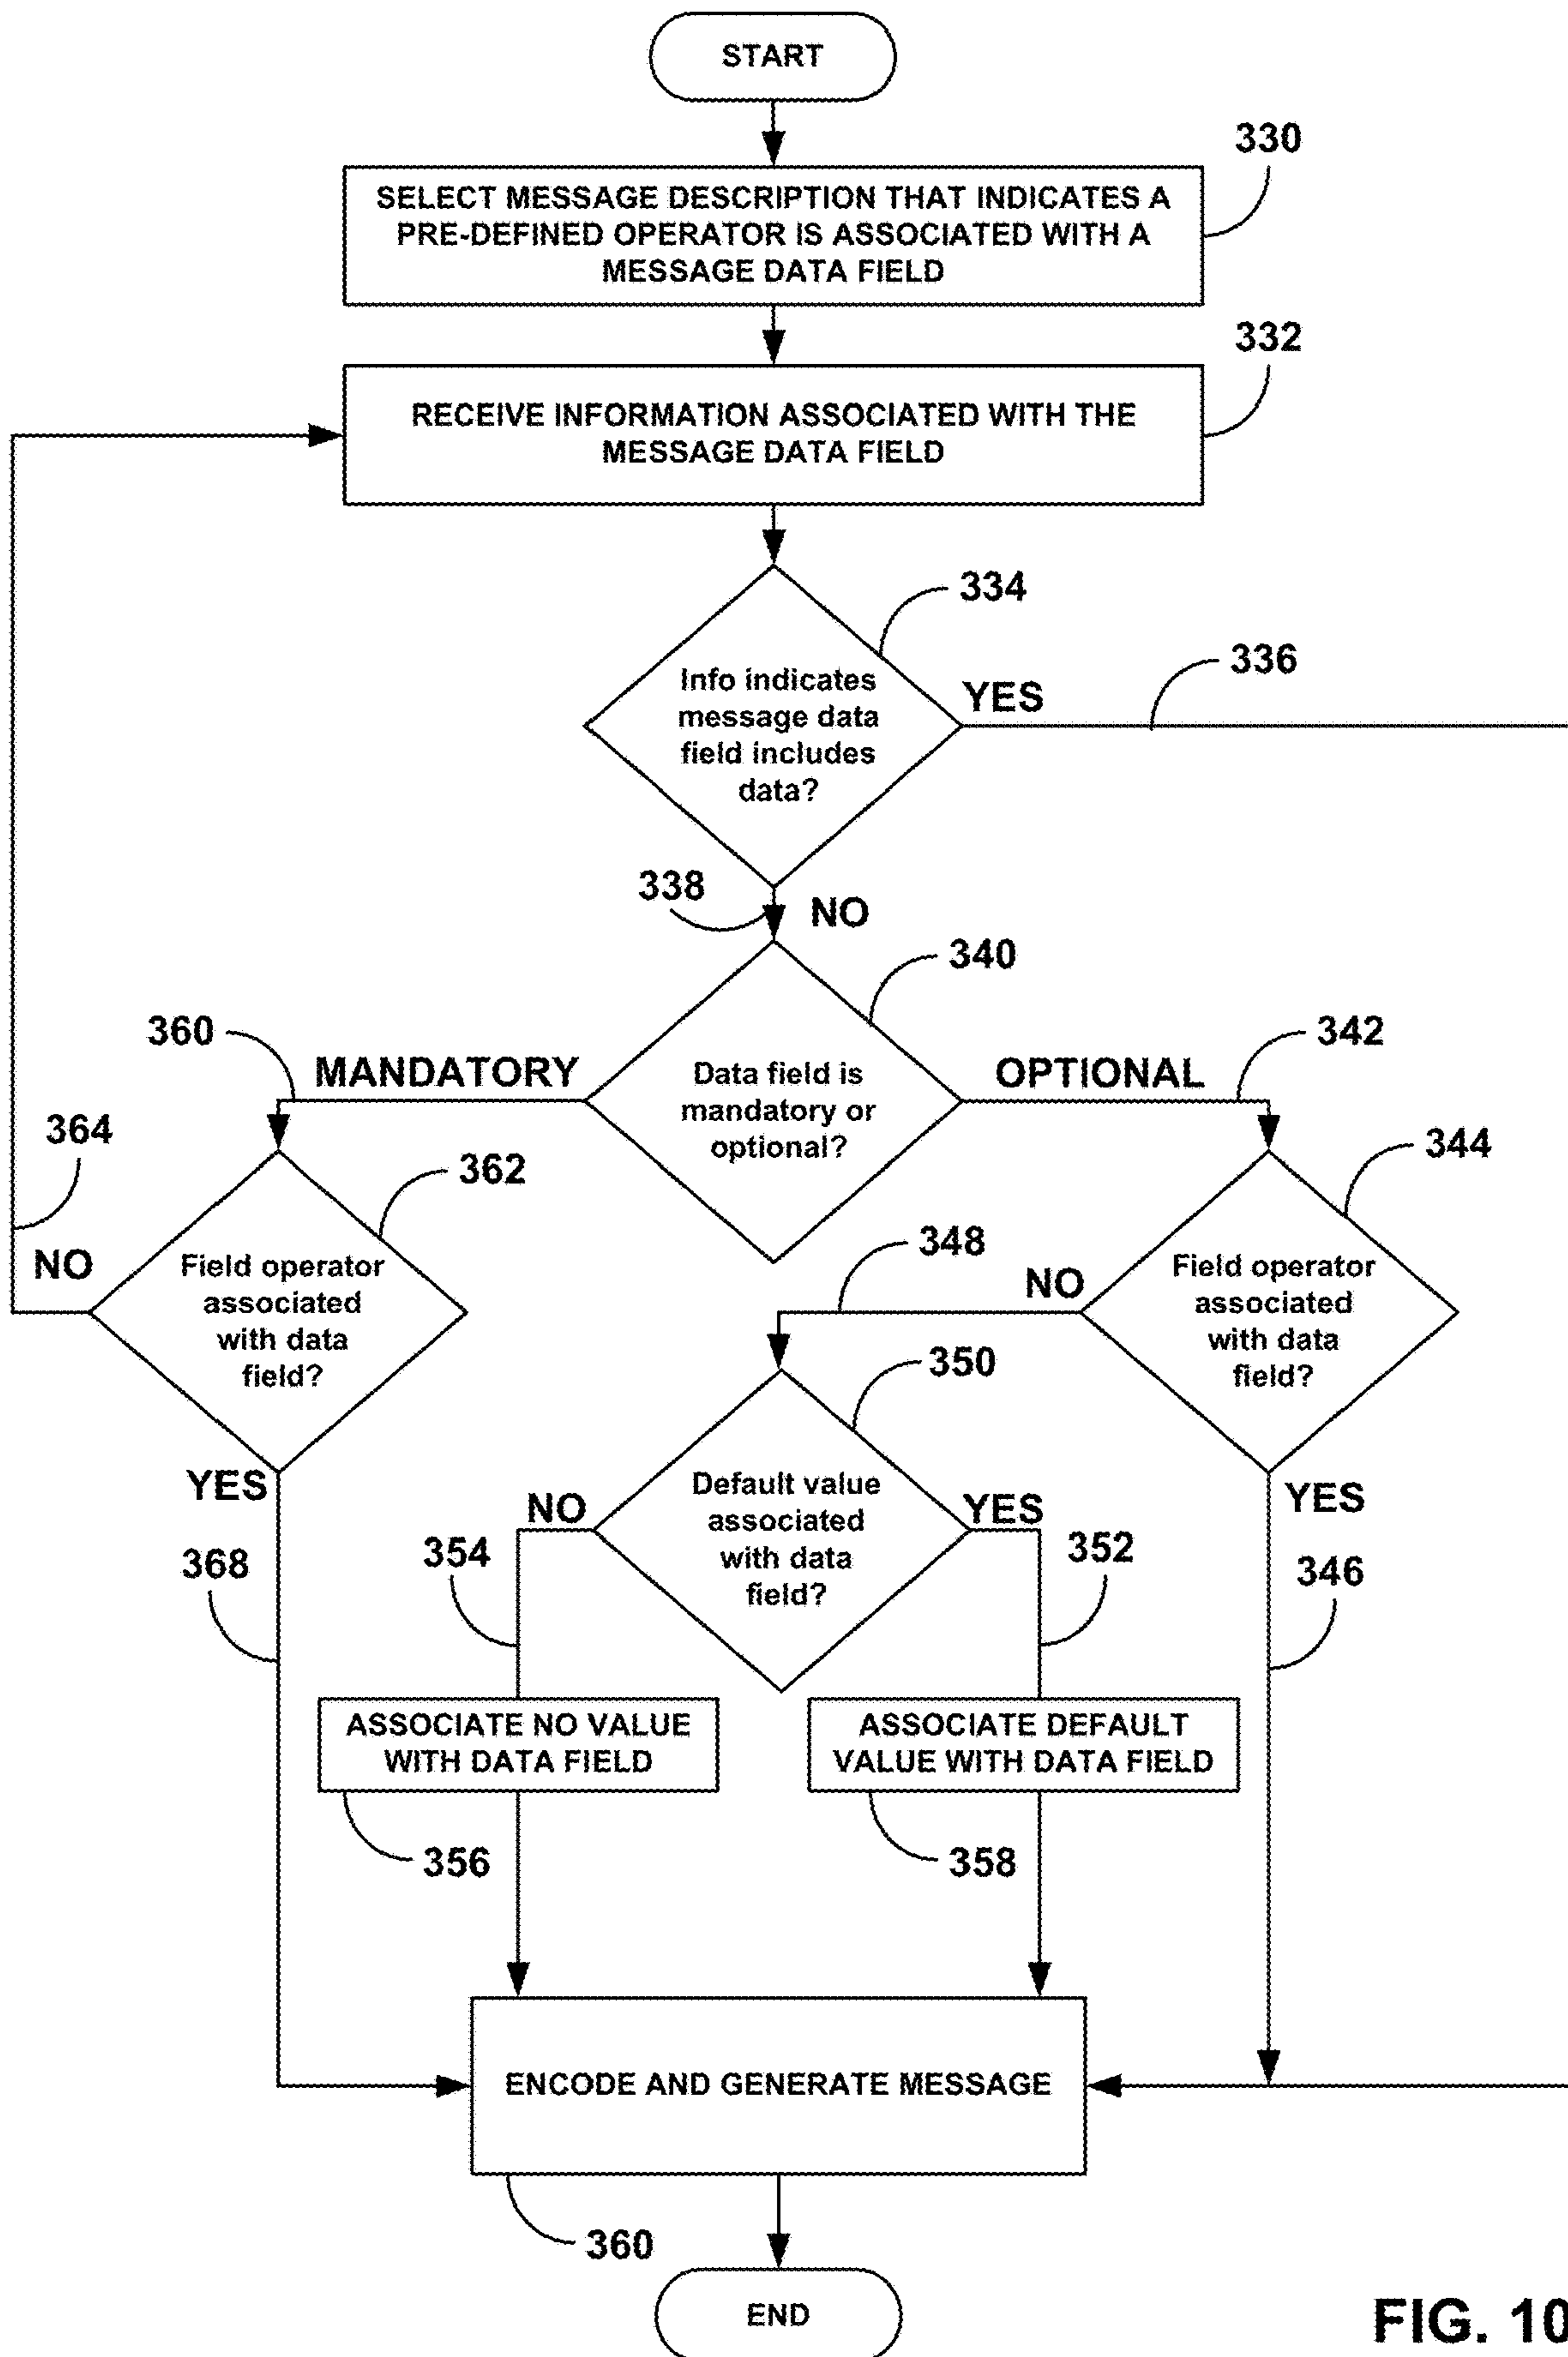 START
330
SELECT MESSAGE DESCRIPTION THAT INDICATES A
PRE-DEFINED OPERATOR IS ASSOCIATED WITH A
MESSAGE DATA FIELD
332
RECEIVE INFORMATION ASSOCIATED WITH THE
MESSAGE DATA FIELD
334
336
Info indicates
message data
field includes
data?
YES
338
NO
340
360
342
MANDATORY
Data field is
mandatory or
optional?
OPTIONAL
364
362
344
NO
Field operator
associated
with data
field?
348
NO
Field operator
associated
with data
field?
350
YES
Default value
associated
with data
field?
NO
YES
YES
368
354
352
346
ASSOCIATE NO VALUE
WITH DATA FIELD
ASSOCIATE DEFAULT
VALUE WITH DATA FIELD
356
358
ENCODE AND GENERATE MESSAGE
360
END
FIG. 10